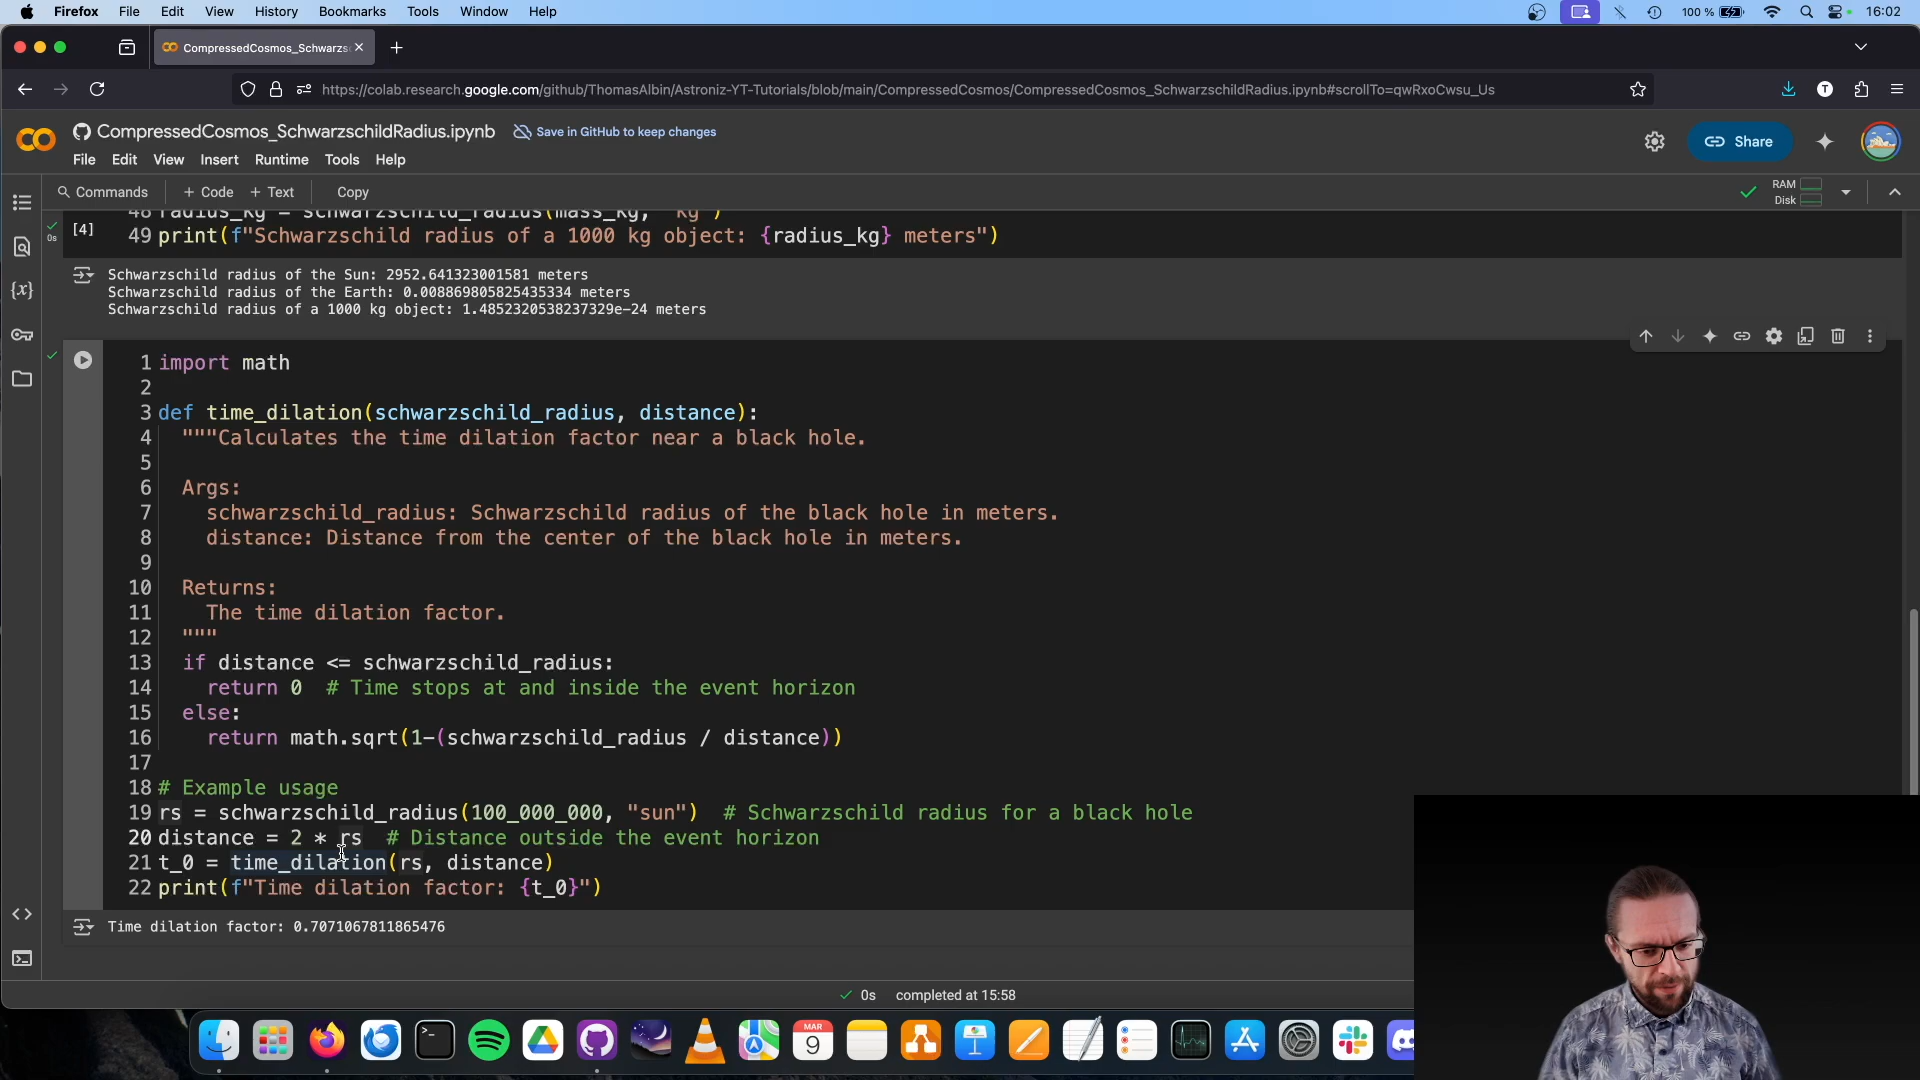 Firefox File Edit View History Bookmarks Tools Window Help 100 % 16:02
CompressedCosmos_Schwarzs
https://colab.research.google.com/github/ThomasAlbin/Astroniz-YT-Tutorials/blob/main/CompressedCosmos/CompressedCosmos_SchwarzschildRadius.ipynb#scrollTo=qwRxoCwsu_Us
T
CompressedCosmos_SchwarzschildRadius.ipynb Save in GitHub to keep changes
File Edit View Insert Runtime Tools Help
Share
Commands + Code + Text Copy
RAM
Disk
48 radius_kg = schwarzschild_radius(mass_kg, "kg")
[4]
0s
49 print(f"Schwarzschild radius of a 1000 kg object: {radius_kg} meters")
Schwarzschild radius of the Sun: 2952.641323001581 meters
Schwarzschild radius of the Earth: 0.008869805825435334 meters
Schwarzschild radius of a 1000 kg object: 1.4852320538237329e-24 meters
1 import math
2
3 def time_dilation(schwarzschild_radius, distance):
4 """Calculates the time dilation factor near a black hole.
5
6 Args:
7 schwarzschild_radius: Schwarzschild radius of the black hole in meters.
8 distance: Distance from the center of the black hole in meters.
9
10 Returns:
11 The time dilation factor.
12 """
13 if distance <= schwarzschild_radius:
14 return 0 # Time stops at and inside the event horizon
15 else:
16 return math.sqrt(1-(schwarzschild_radius / distance))
17
18 # Example usage
19 rs = schwarzschild_radius(100_000_000, "sun") # Schwarzschild radius for a black hole
20 distance = 2 * rs # Distance outside the event horizon
21 t_0 = time_dilation(rs, distance)
22 print(f"Time dilation factor: {t_0}")
Time dilation factor: 0.7071067811865476
0s completed at 15:58
MAR
9